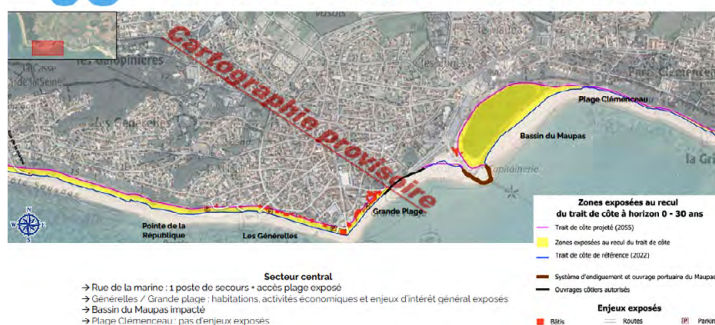 Cartographie provisoire
Plage Clémenceau
Bassin du Maupas
Grande Plage
Pointe de la
République
Les Générelles
Zones exposées au recul
du trait de côte à horizon 0 - 30 ans
Trait de côte projeté (2055)
Zones exposées au recul du trait de côte
Trait de côte de référence (2022)
Système d'endiguement et ouvrage portuaire du Maupas
Ouvrages côtiers autorisés
Enjeux exposés
Bâtis
Routes
P
Secteur central
→ Rue de la marine : 1 poste de secours + accès plage exposé
→ Générelles / Grande plage : habitations, activités économiques et enjeux d'intérêt général exposés
→ Bassin du Maupas impacté
→ Plage Clémenceau : pas d'enjeux exposés